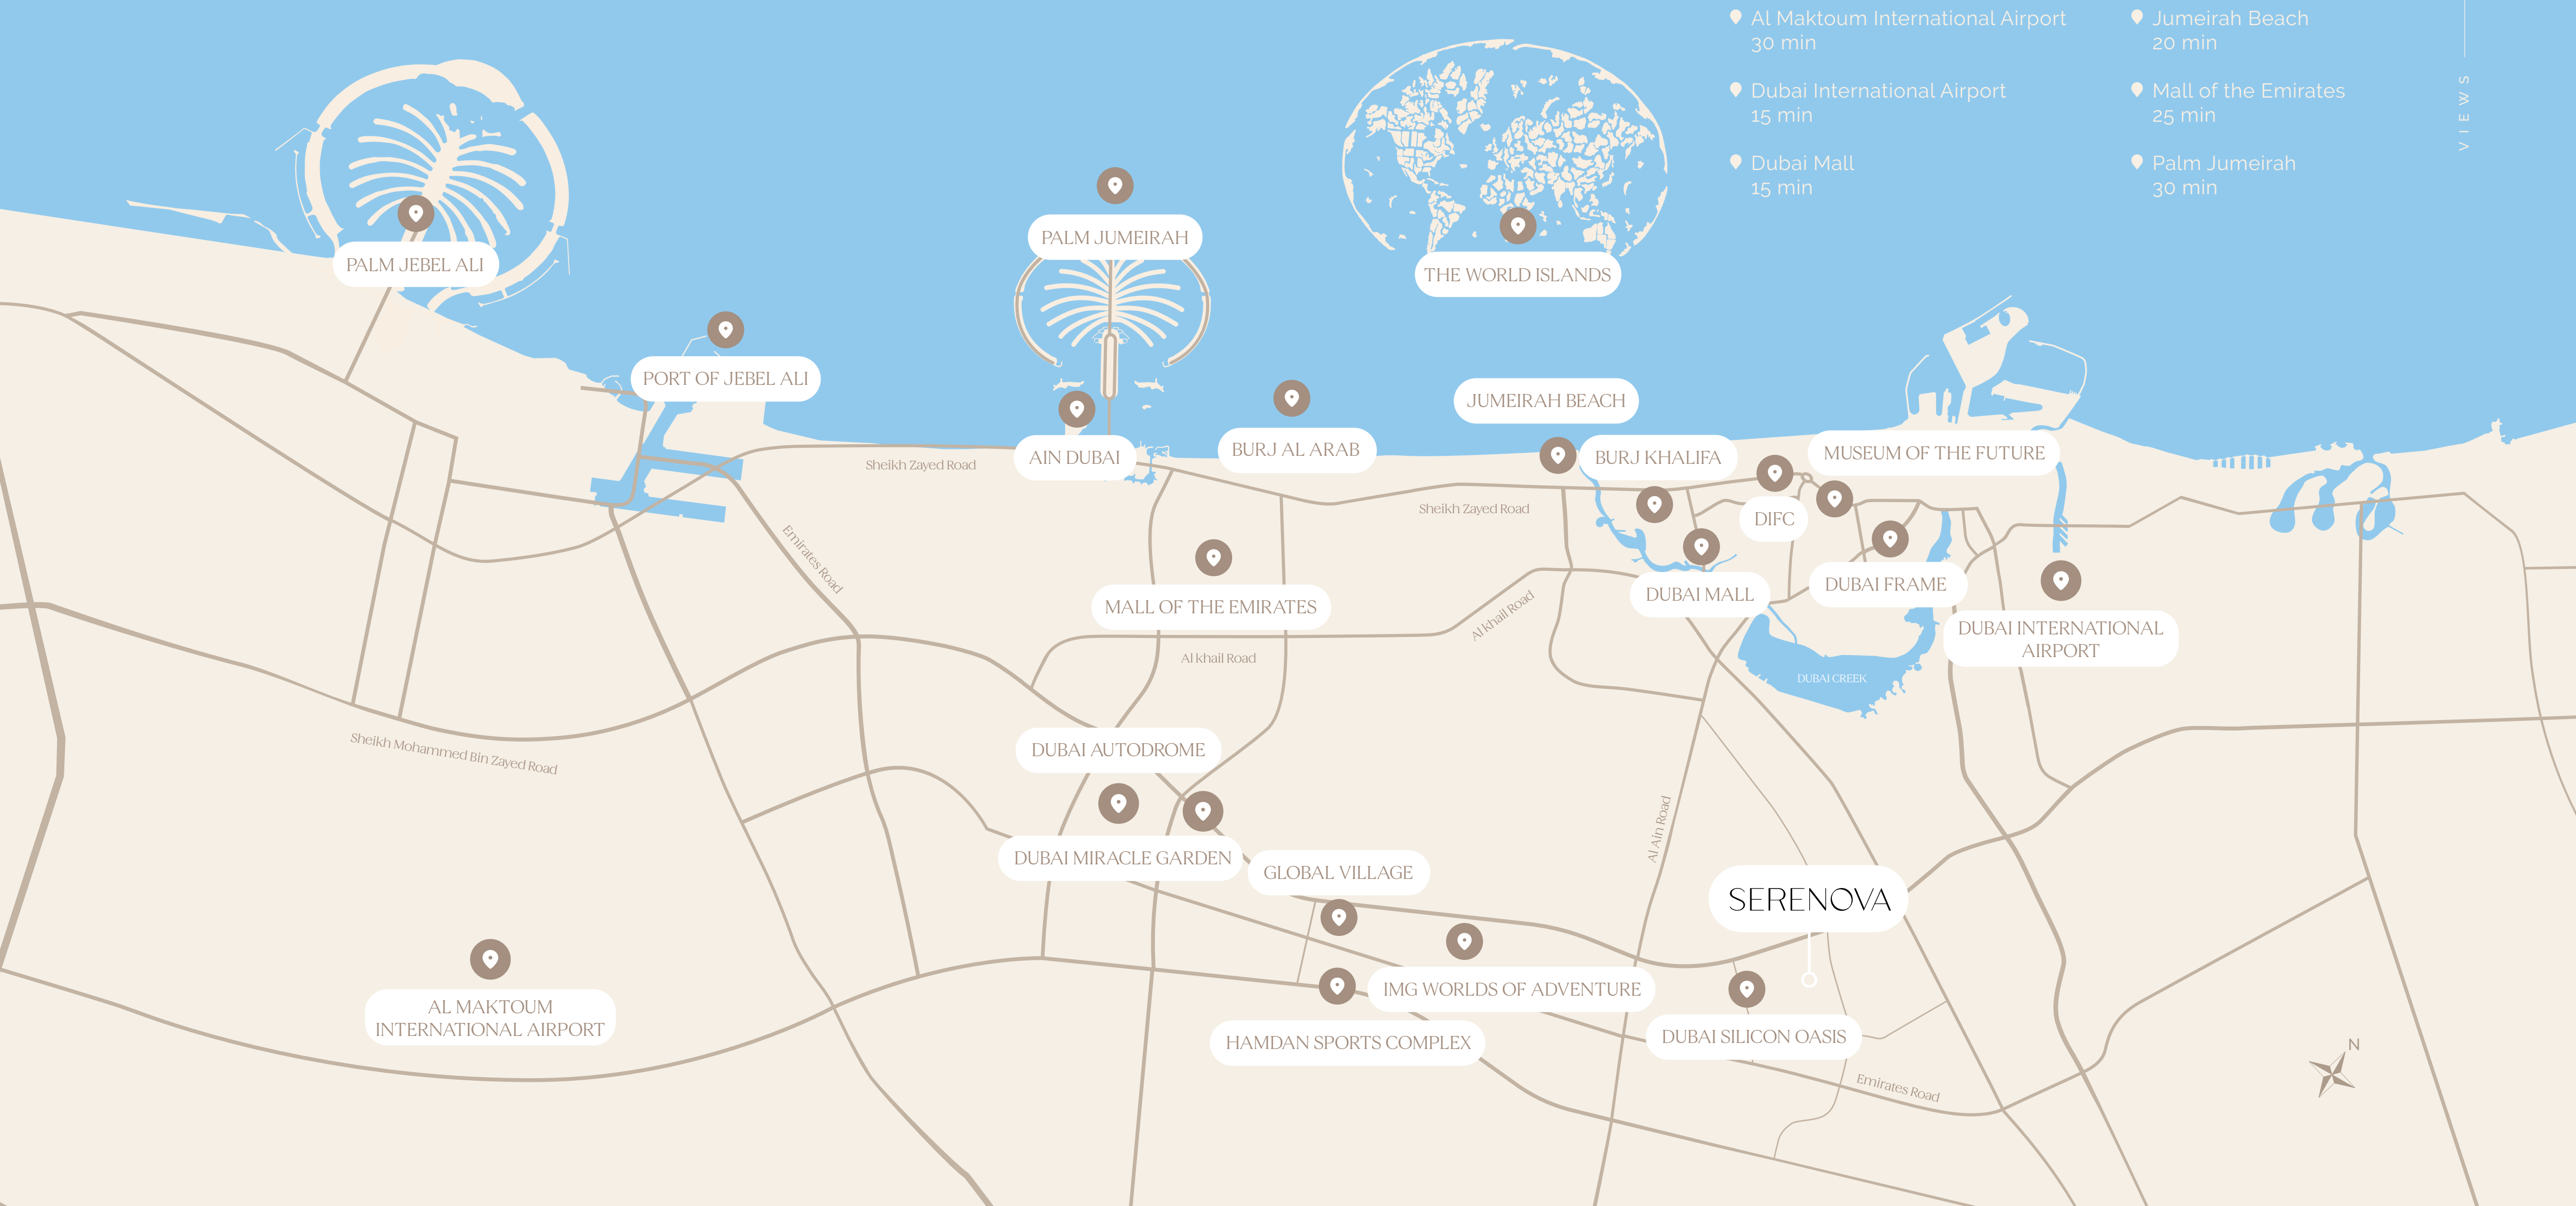 Al Maktoum International Airport
30 min
Jumeirah Beach
20 min
Dubai International Airport
15 min
Mall of the Emirates
25 min
Dubai Mall
15 min
Palm Jumeirah
30 min
VIEWS
PALM JEBEL ALI
PALM JUMEIRAH
THE WORLD ISLANDS
PORT OF JEBEL ALI
JUMEIRAH BEACH
AIN DUBAI
BURJ AL ARAB
BURJ KHALIFA
MUSEUM OF THE FUTURE
Sheikh Zayed Road
Sheikh Zayed Road
DIFC
Emirates Road
MALL OF THE EMIRATES
DUBAI MALL
DUBAI FRAME
Al khail Road
Al khail Road
DUBAI INTERNATIONAL
AIRPORT
DUBAI CREEK
Sheikh Mohammed Bin Zayed Road
DUBAI AUTODROME
Al Ain Road
DUBAI MIRACLE GARDEN
GLOBAL VILLAGE
SERENOVA
AL MAKTOUM
INTERNATIONAL AIRPORT
IMG WORLDS OF ADVENTURE
HAMDAN SPORTS COMPLEX
DUBAI SILICON OASIS
Emirates Road
N